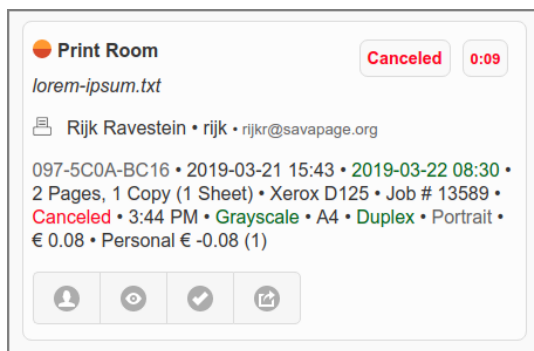 Print Room
Canceled
0:09
lorem-ipsum.txt
Rijk Ravestein • rijk • rijkr@savapage.org
097-5C0A-BC16 • 2019-03-21 15:43 • 2019-03-22 08:30 •
2 Pages, 1 Copy (1 Sheet) • Xerox D125 • Job # 13589 •
Canceled • 3:44 PM • Grayscale • A4 • Duplex • Portrait •
€ 0.08 • Personal € -0.08 (1)